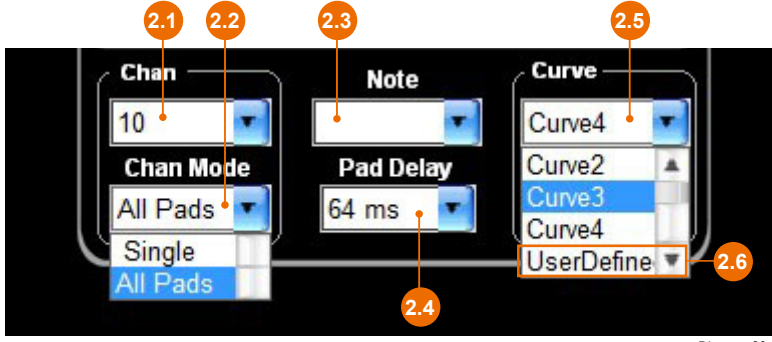 2.1 2.2 2.3 2.5
Chan Note Curve
10 Curve4
Chan Mode Pad Delay Curve2
Curve3
All Pads 64 ms Curve4
Single UserDefine 2.6
All Pads
2.4